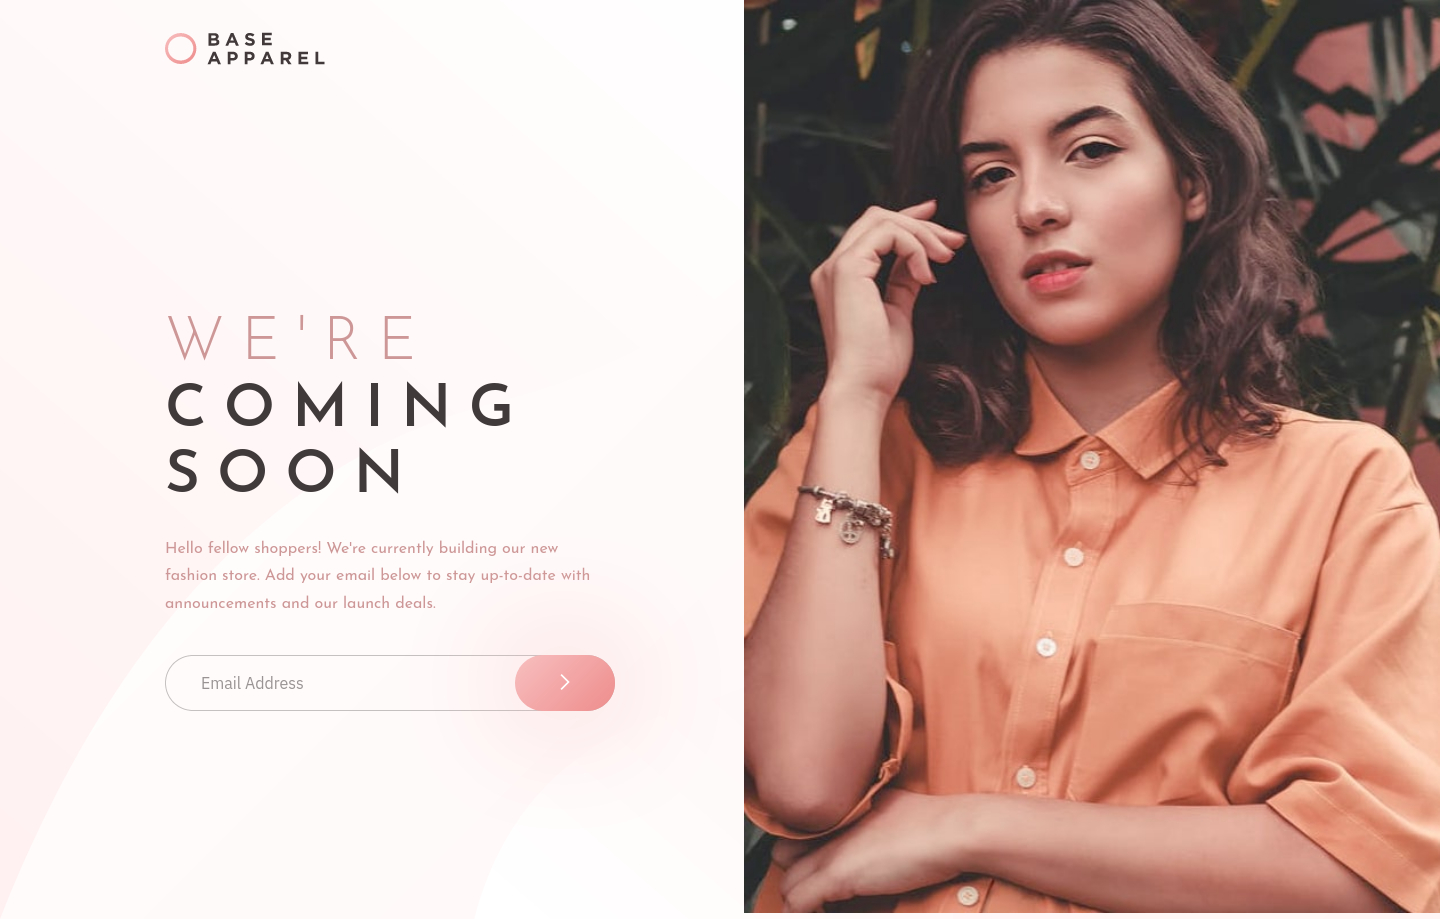 BASE
APPAREL
WE'RE
COMING
SOON
Hello fellow shoppers! We're currently building our new
fashion store. Add your email below to stay up-to-date with
announcements and our launch deals.
Email Address